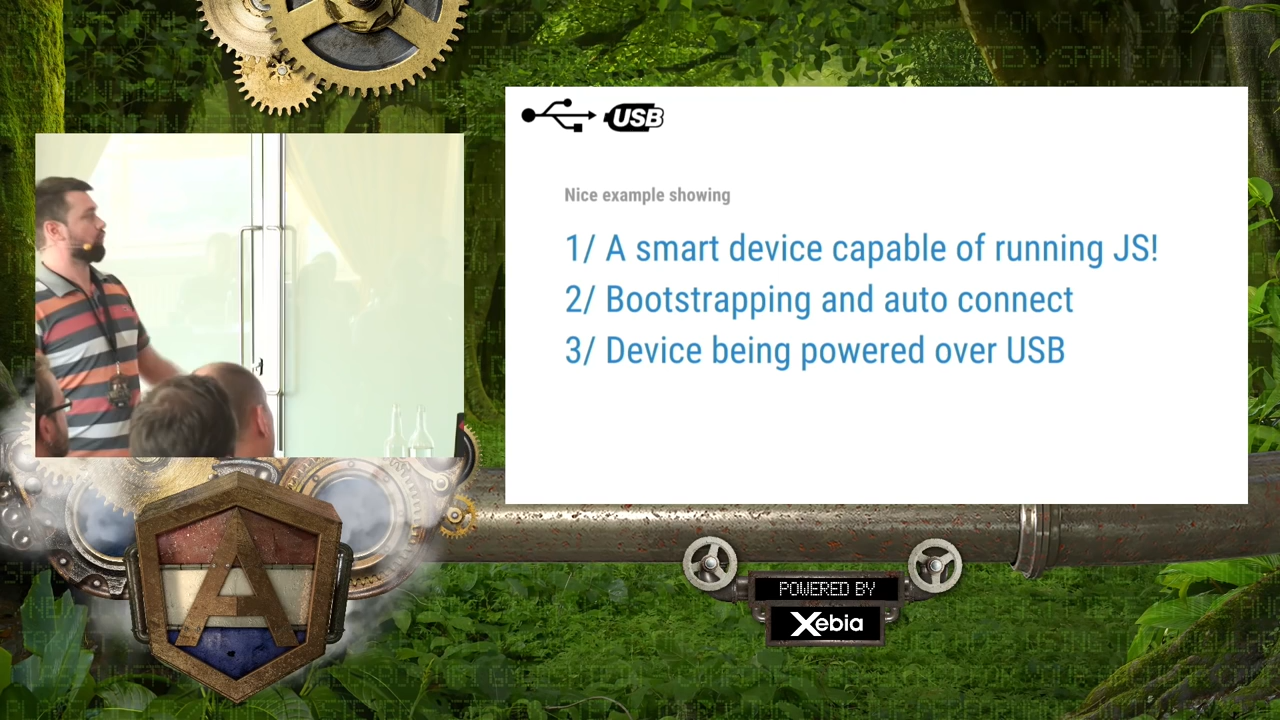 USB
Nice example showing
1/ A smart device capable of running JS!
2/ Bootstrapping and auto connect
3/ Device being powered over USB
A
POWERED BY
Xebia